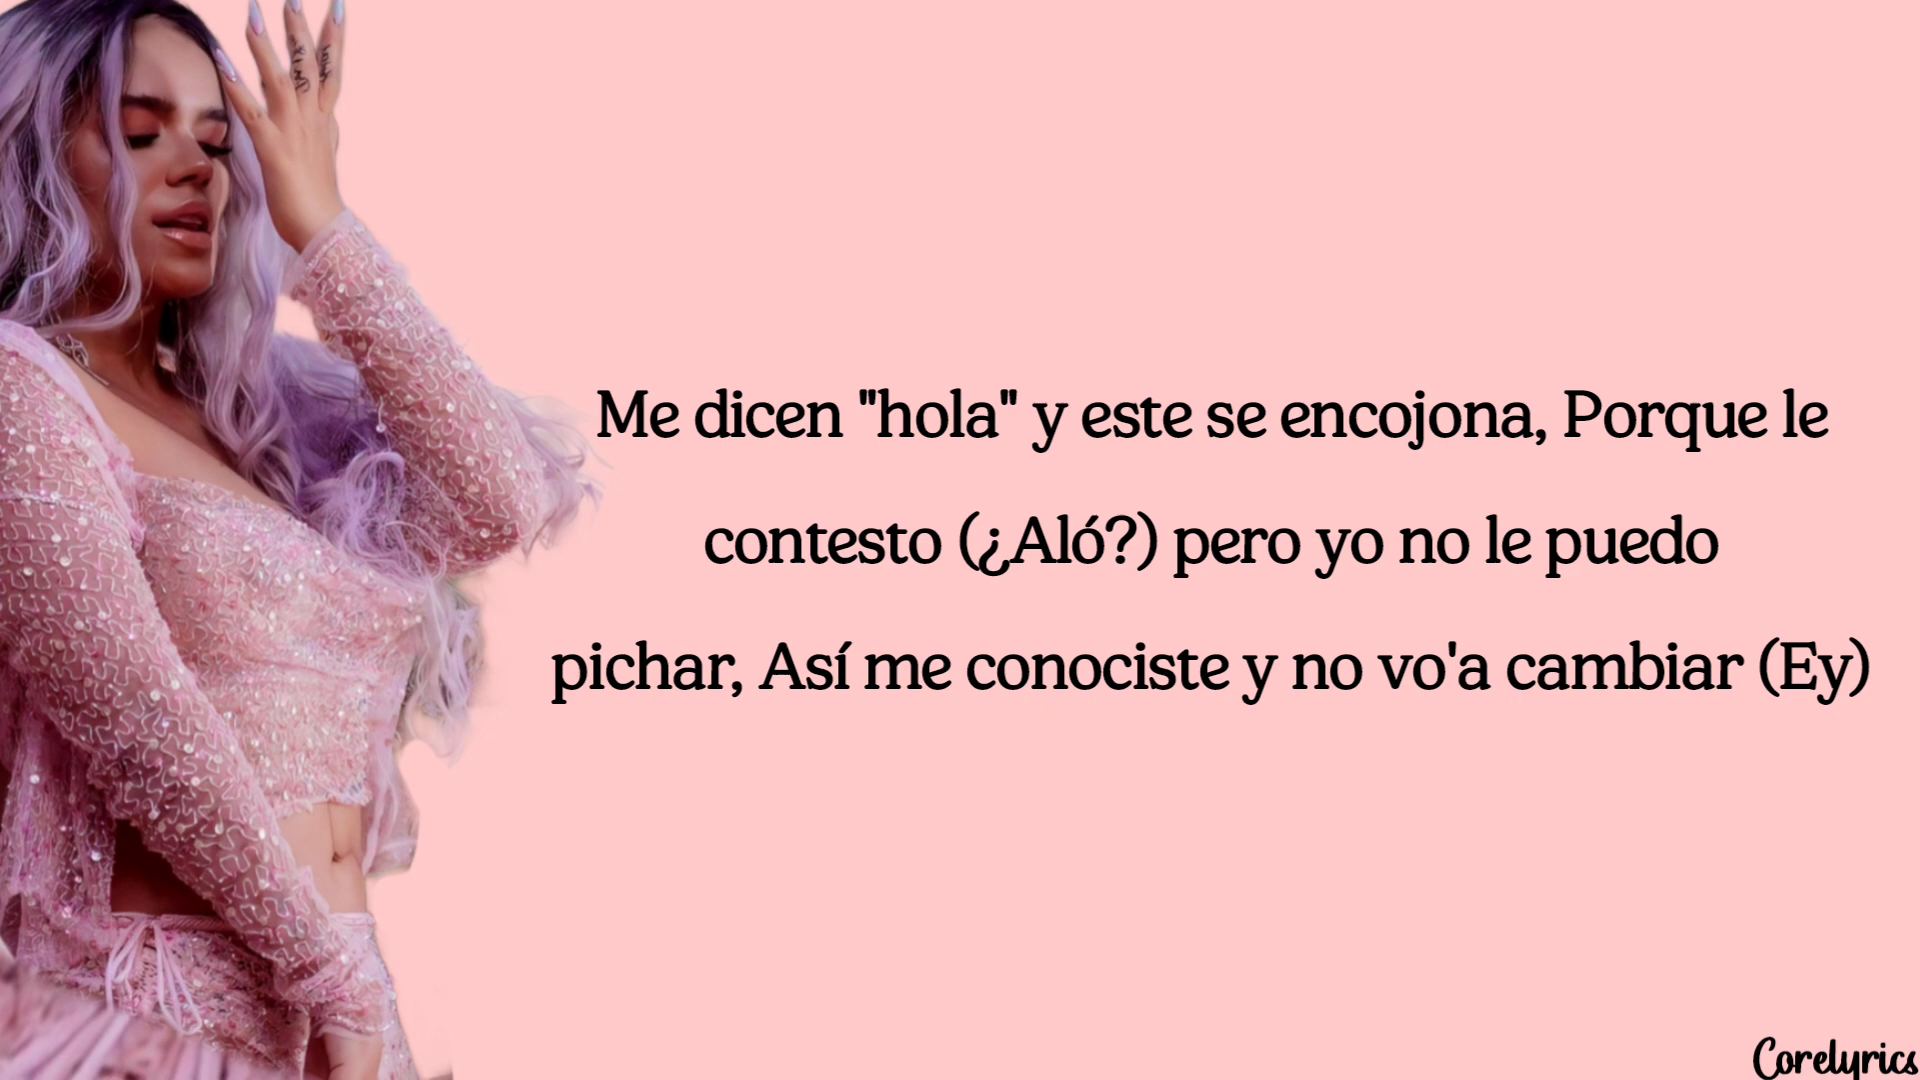 Me dicen "hola" y este se encojona, Porque le
contesto (¿Aló?) pero yo no le puedo
pichar, Así me conociste y no vo'a cambiar (Ey)
Corelyrics